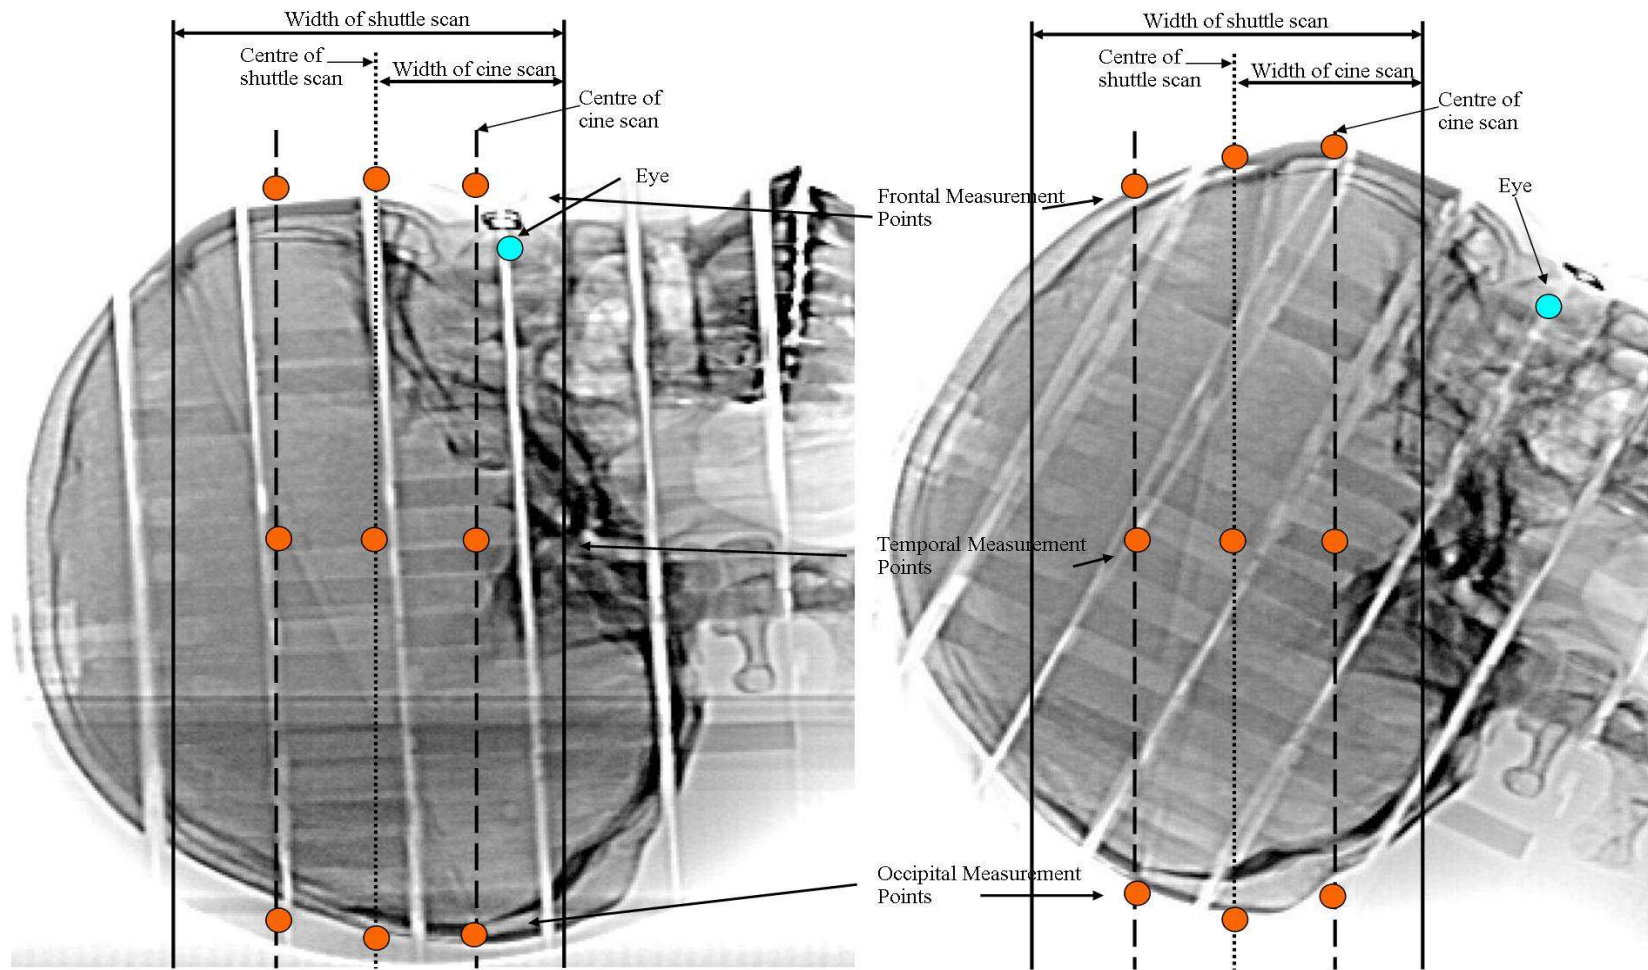 Width of shuttle scan
Centre of
shuttle scan
Width of cine scan
Centre of
cine scan
Eye
Frontal Measurement
Points
Temporal Measurement
Points
Occipital Measurement
Points
Width of shuttle scan
Centre of
shuttle scan
Width of cine scan
Centre of
cine scan
Eye